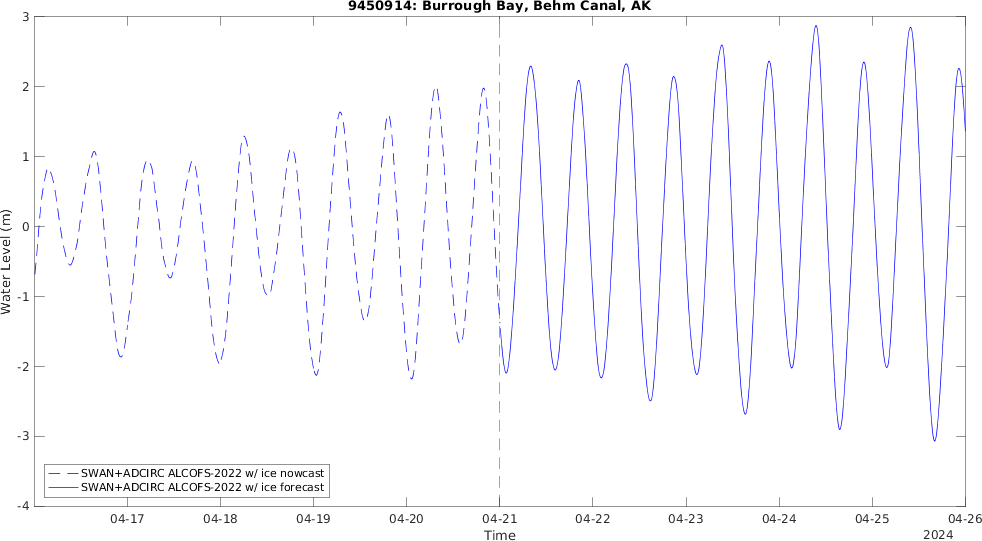 9450914: Burrough Bay, Behm Canal, AK
3
2
1
0
-1
-2
-3
-4
Water Level (m)
SWAN+ADCIRC ALCOFS-2022 w/ ice nowcast
SWAN+ADCIRC ALCOFS-2022 w/ ice forecast
04-17 04-18 04-19 04-20 04-21 04-22 04-23 04-24 04-25 04-26
Time
2024